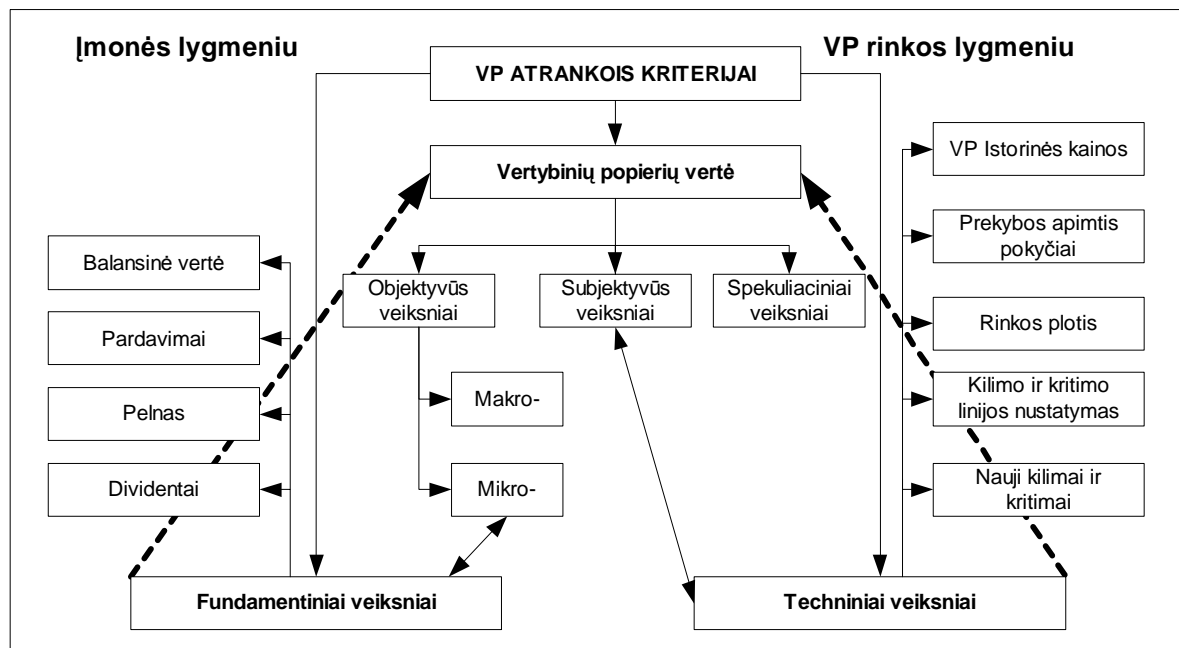 Įmonės lygmeniu
VP rinkos lygmeniu
VP ATRANKOIS KRITERIJAI
Vertybinių popierių vertė
Balansinė vertė
Pardavimai
Pelnas
Dividentai
Objektyvūs
veiksniai
Subjektyvūs
veiksniai
Spekuliaciniai
veiksniai
Makro-
Mikro-
VP Istorinės kainos
Prekybos apimtis
pokyčiai
Rinkos plotis
Kilimo ir kritimo
linijos nustatymas
Nauji kilimai ir
kritimai
Fundamentiniai veiksniai
Techniniai veiksniai